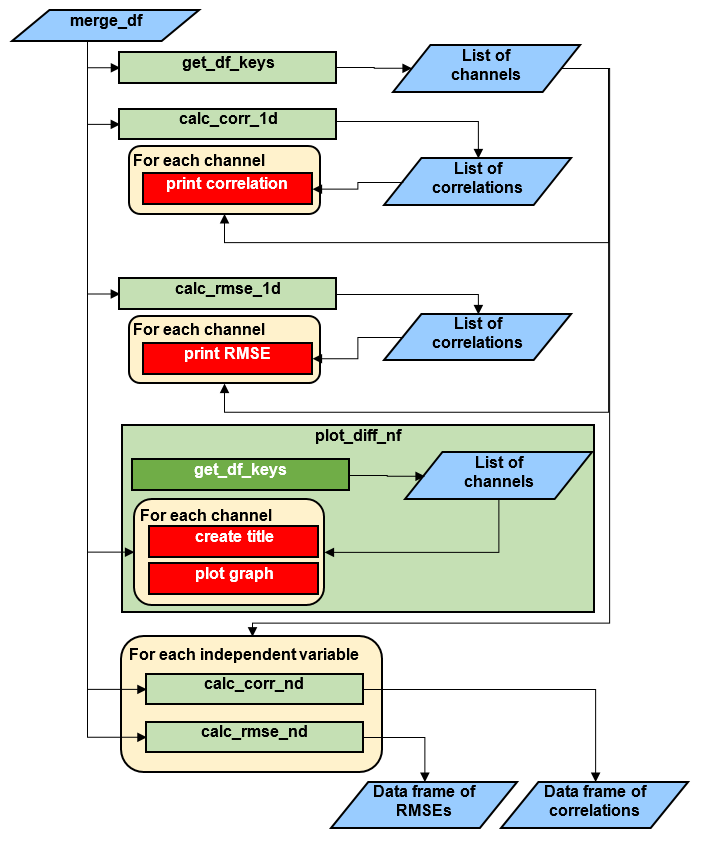 merge_df
get_df_keys
List of
channels
calc_corr_1d
For each channel
print correlation
List of
correlations
calc_rmse_1d
For each channel
print RMSE
List of
correlations
plot_diff_nf
get_df_keys
List of
channels
For each channel
create title
plot graph
For each independent variable
calc_corr_nd
calc_rmse_nd
Data frame of
RMSEs
Data frame of
correlations